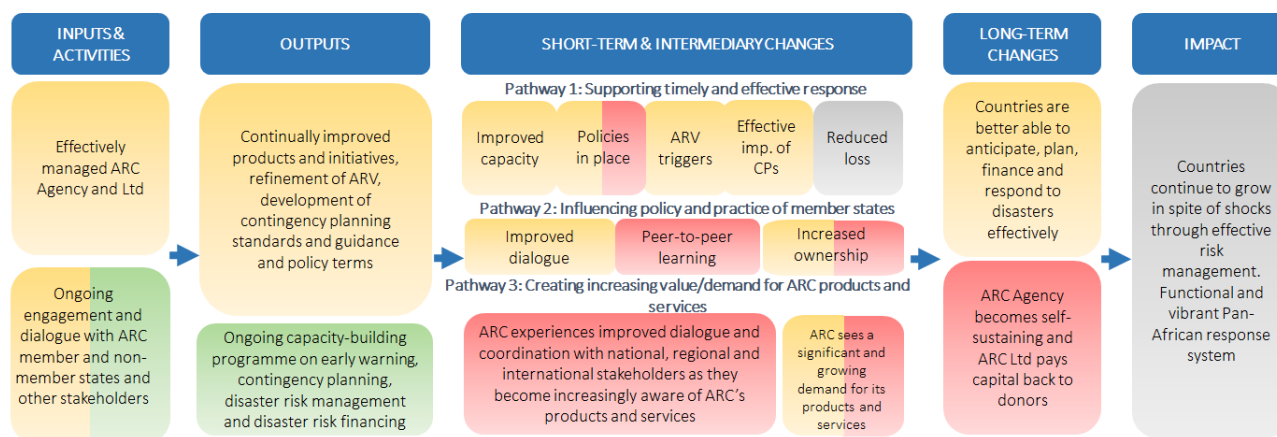 INPUTS &
ACTIVITIES
OUTPUTS
SHORT-TERM & INTERMEDIARY CHANGES
LONG-TERM
CHANGES
IMPACT
Effectively
managed ARC
Agency and Ltd
Ongoing
engagement and
dialogue with ARC
member and non-
member states and
other stakeholders
Continually improved
products and initiatives,
refinement of ARV,
development of
contingency planning
standards and guidance
and policy terms
Ongoing capacity-building
programme on early warning,
contingency planning,
disaster risk management
and disaster risk financing
Pathway 1: Supporting timely and effective response
Improved
capacity
Policies
in place
ARV
triggers
Effective
imp. of
CPs
Reduced
loss
Pathway 2: Influencing policy and practice of member states
Improved
dialogue
Peer-to-peer
learning
Increased
ownership
Pathway 3: Creating increasing value/demand for ARC products and
services
ARC experiences improved dialogue and
coordination with national, regional and
international stakeholders as they
become increasingly aware of ARC's
products and services
ARC sees a
significant and
growing
demand for its
products and
services
Countries are
better able to
anticipate, plan,
finance and
respond to
disasters
effectively
ARC Agency
becomes self-
sustaining and
ARC Ltd pays
capital back to
donors
Countries
continue to grow
in spite of shocks
through effective
risk
management.
Functional and
vibrant Pan-
African response
system